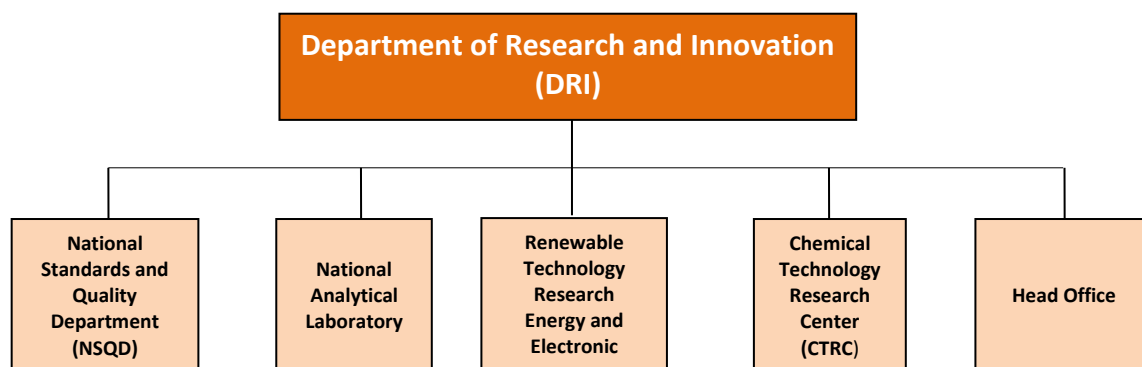 Department of Research and Innovation
(DRI)
National
Standards and
Quality
Department
(NSQD)
National
Analytical
Laboratory
Renewable
Technology
Research
Energy and
Electronic
Chemical
Technology
Research
Center
(CTRC)
Head Office